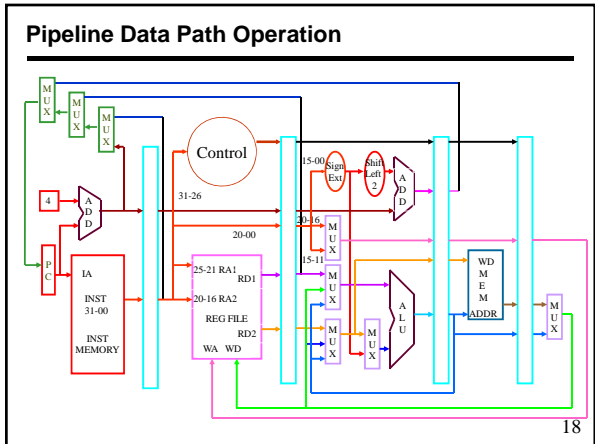 Pipeline Data Path Operation
M
U
X
M
U
X
M
U
X
Control
15-00
Sign
Ext
Shift
Left
2
A
D
D
4
A
D
D
31-26
20-16
20-00
15-11
P
C
IA
INST
31-00
INST
MEMORY
25-21 RA1
RD1
20-16 RA2
REG FILE
RD2
WA WD
M
U
X
M
U
X
M
U
X
M
U
X
A
L
U
WD
M
E
M
ADDR
M
U
X
18